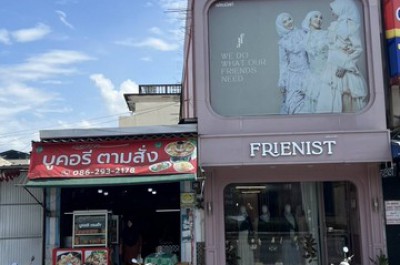 WE DO
WHAT OUR
FRIENDS
NEED.
บูคอรี ตามสั่ง
086-293-2178
FRIENIST